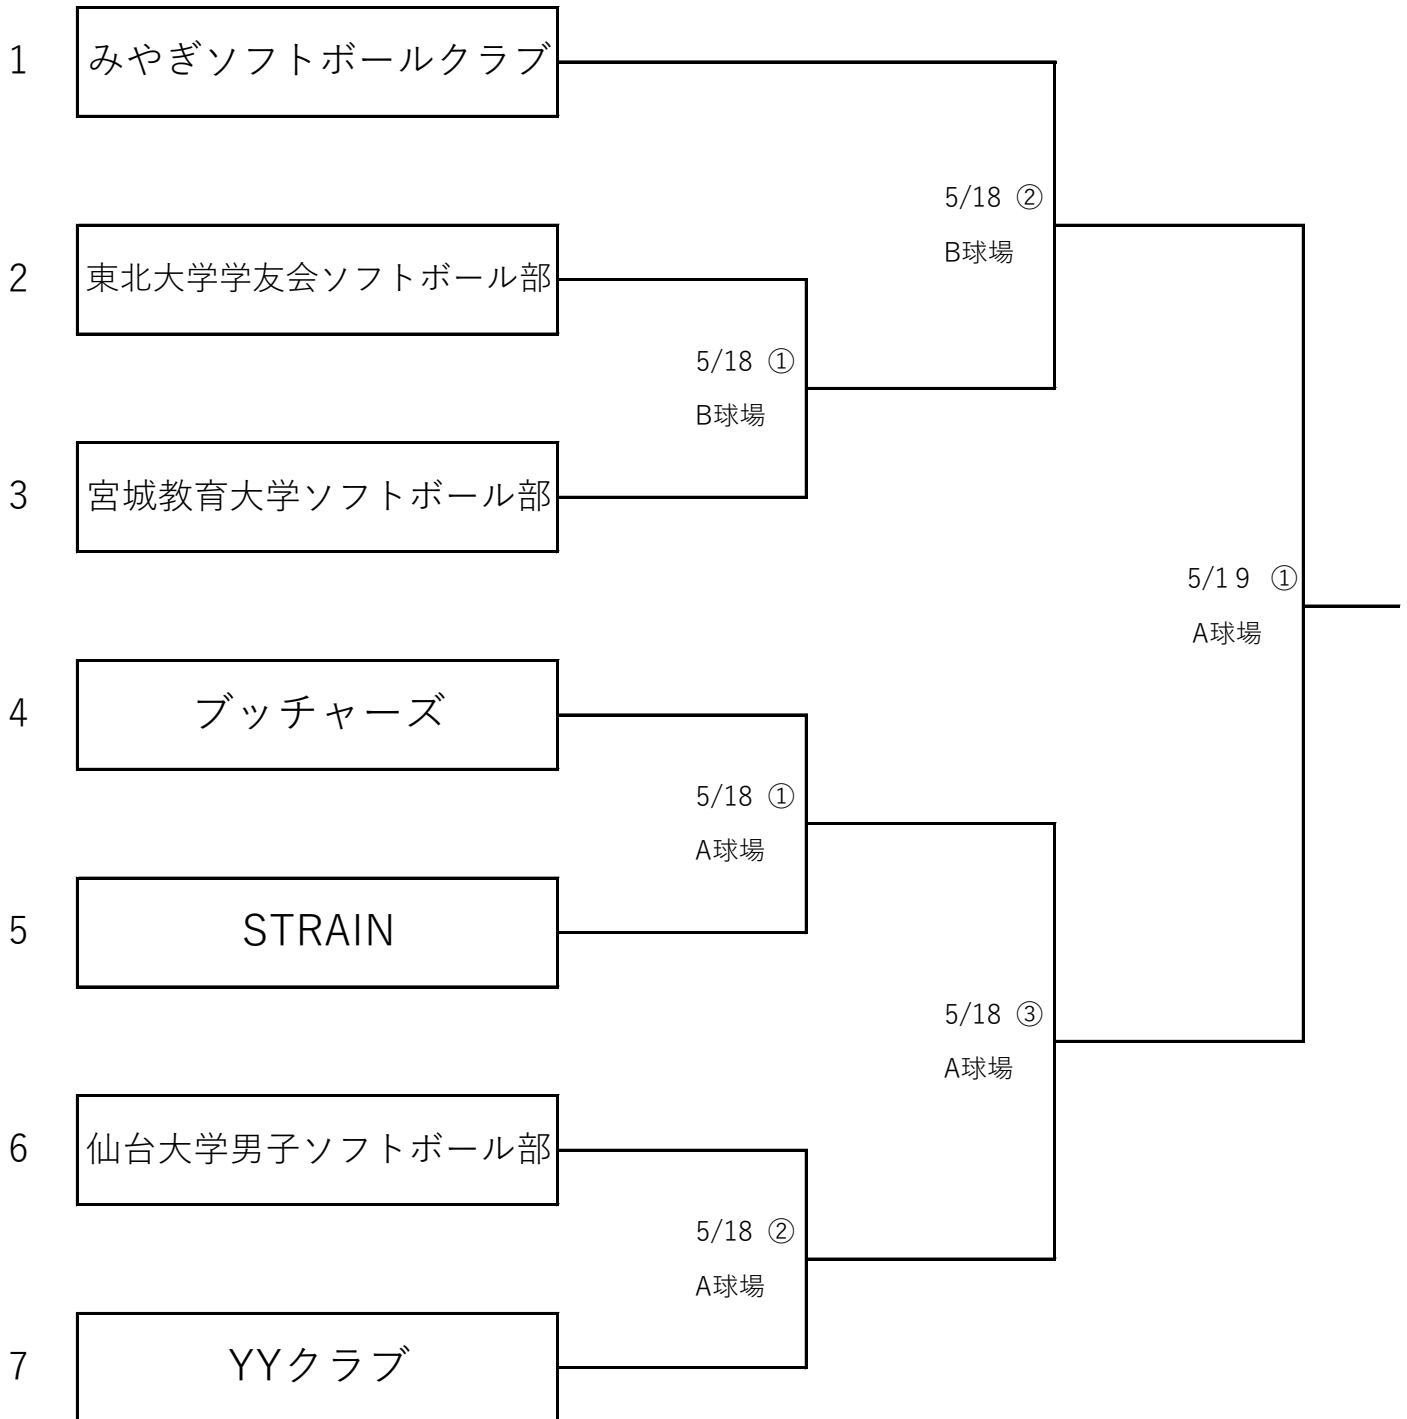 1 みやぎソフトボールクラブ
5/18 ②
B球場
2 東北大学学友会ソフトボール部
5/18 ①
B球場
3 宮城教育大学ソフトボール部
5/1９ ①
A球場
4 ブッチャーズ
5/18 ①
A球場
5 STRAIN
5/18 ③
A球場
6 仙台大学男子ソフトボール部
5/18 ②
A球場
7 YYクラブ